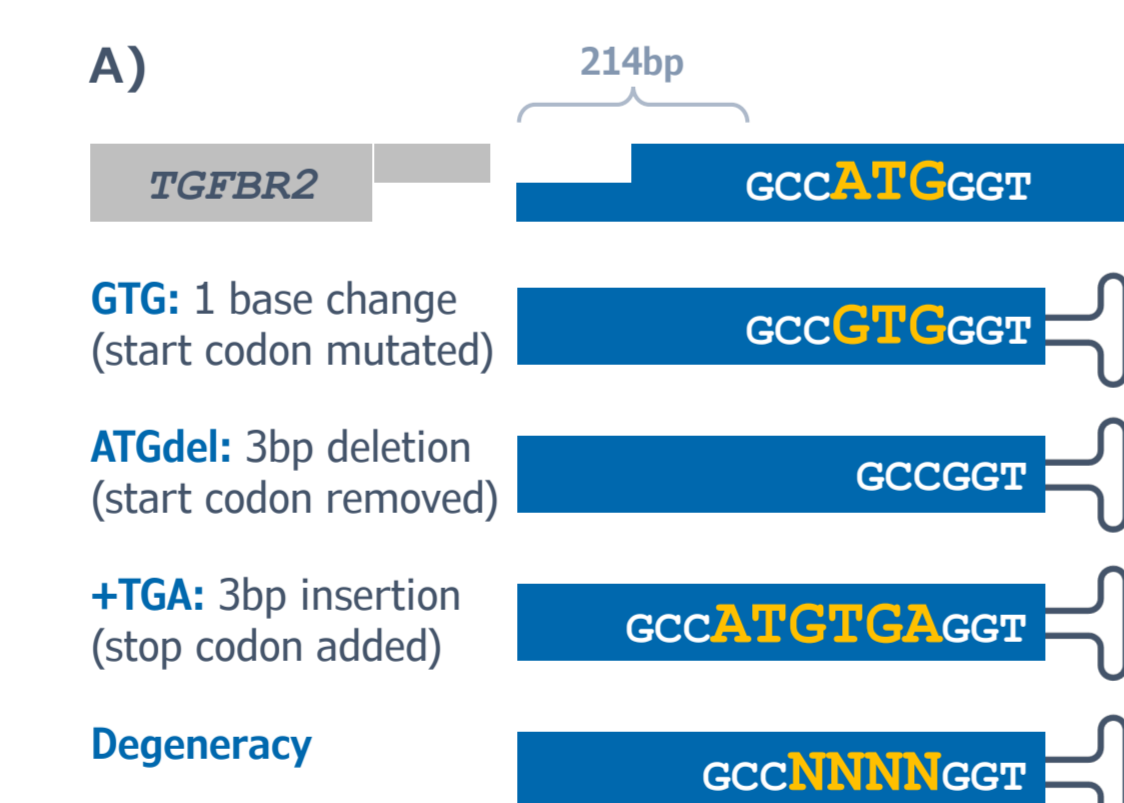 A)
214bp
TGFBR2
GCCATGGGT
GTG: 1 base change
(start codon mutated)
GCCGTGGGT
ATGdel: 3bp deletion
(start codon removed)
GCCGGT
+TGA: 3bp insertion
(stop codon added)
GCCATGTGAGGT
Degeneracy
GCCNNNNGGT